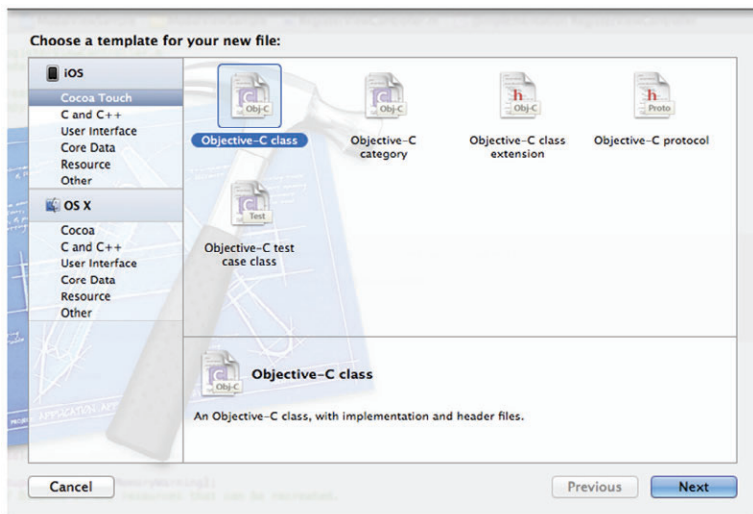 Choose a template for your new file:
iOS
Cocoa Touch
C and C++
User Interface
Core Data
Resource
Other
OS X
Cocoa
C and C++
User Interface
Core Data
Resource
Other
C
Obj-C
Objective-C class
C
Obj-C
Objective-C
category
h
Obj-C
Objective-C class
extension
h
Proto
Objective-C protocol
C
Test
Objective-C test
case class
C
Obj-C
Objective-C class
An Objective-C class, with implementation and header files.
Cancel
Previous
Next